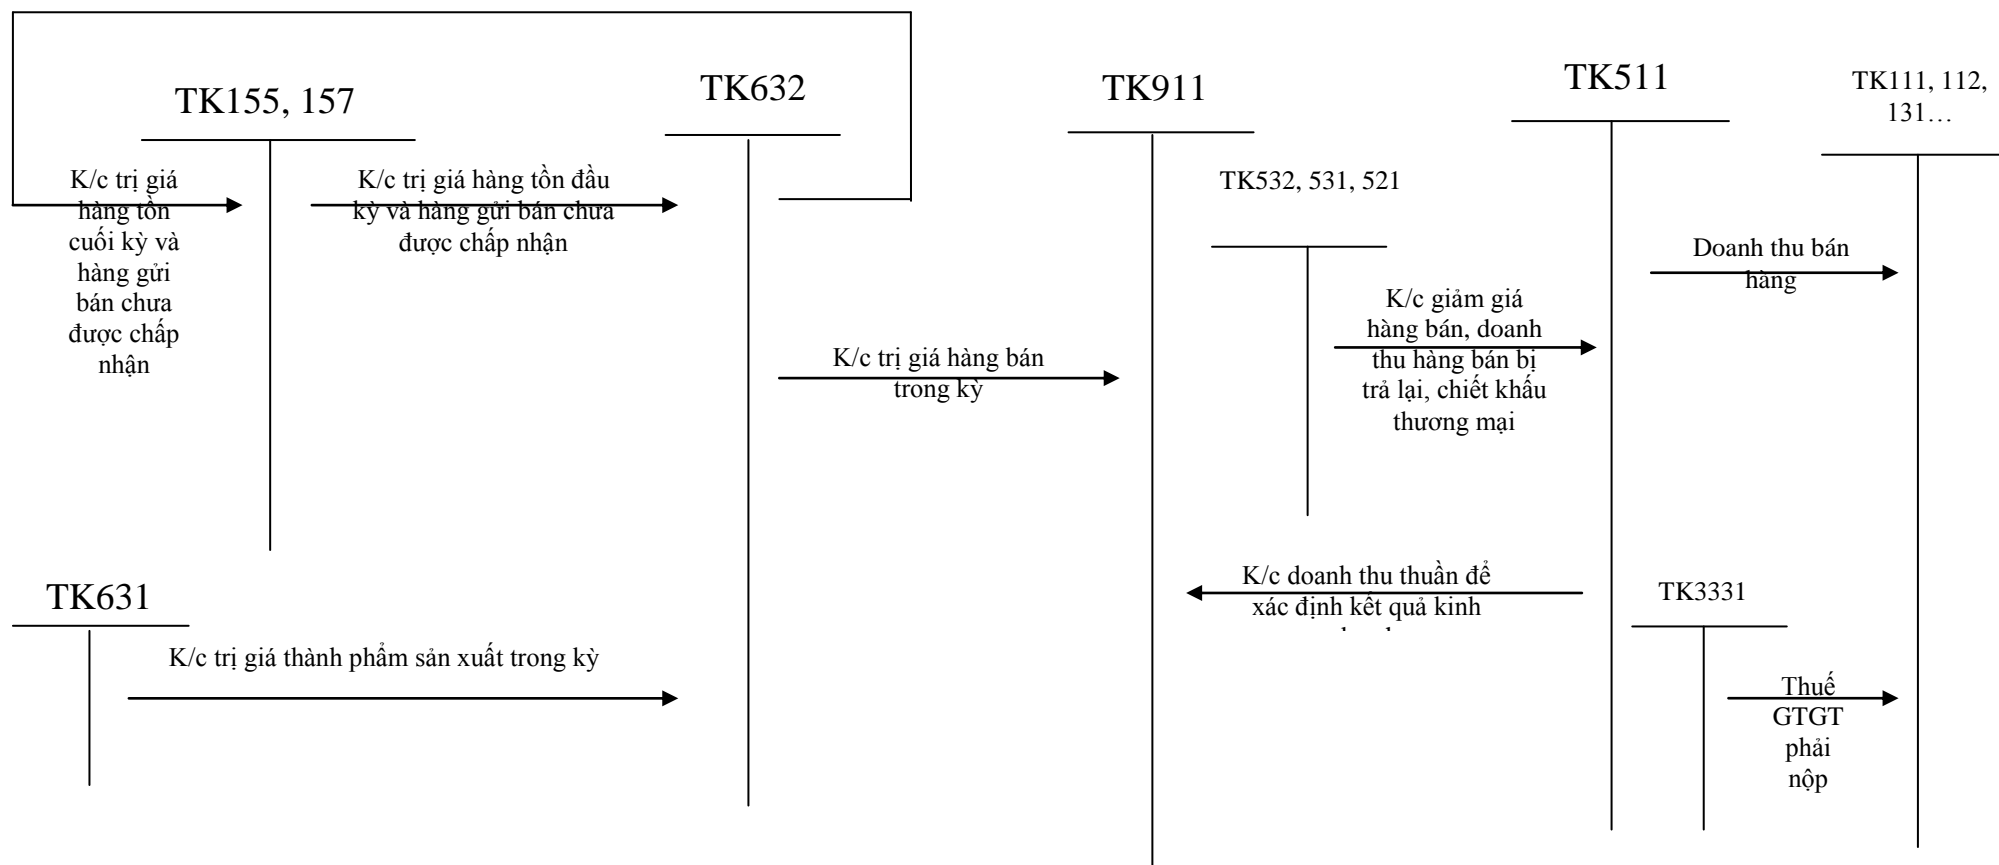 TK155, 157
TK632
TK911
TK511
TK111, 112,
131…
K/c trị giá
hàng tồn
cuối kỳ và
hàng gửi
bán chưa
được chấp
nhận
K/c trị giá hàng tồn đầu
kỳ và hàng gửi bán chưa
được chấp nhận
TK532, 531, 521
Doanh thu bán
hàng
K/c giảm giá
hàng bán, doanh
thu hàng bán bị
trả lại, chiết khấu
thương mại
K/c trị giá hàng bán
trong kỳ
TK631
K/c doanh thu thuần để
xác định kết quả kinh
TK3331
K/c trị giá thành phẩm sản xuất trong kỳ
Thuế
GTGT
phải
nộp